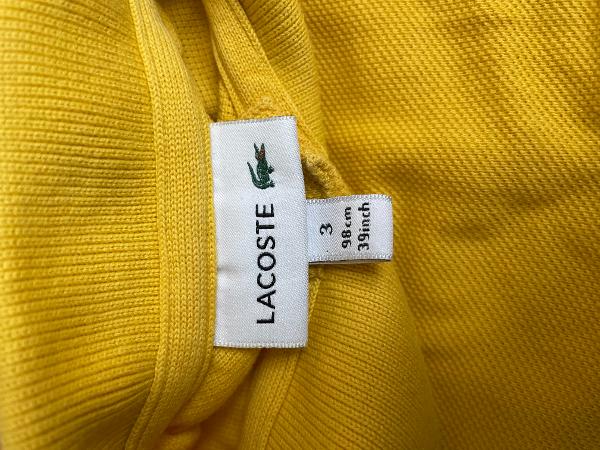 LACOSTE
3
98cm
39inch